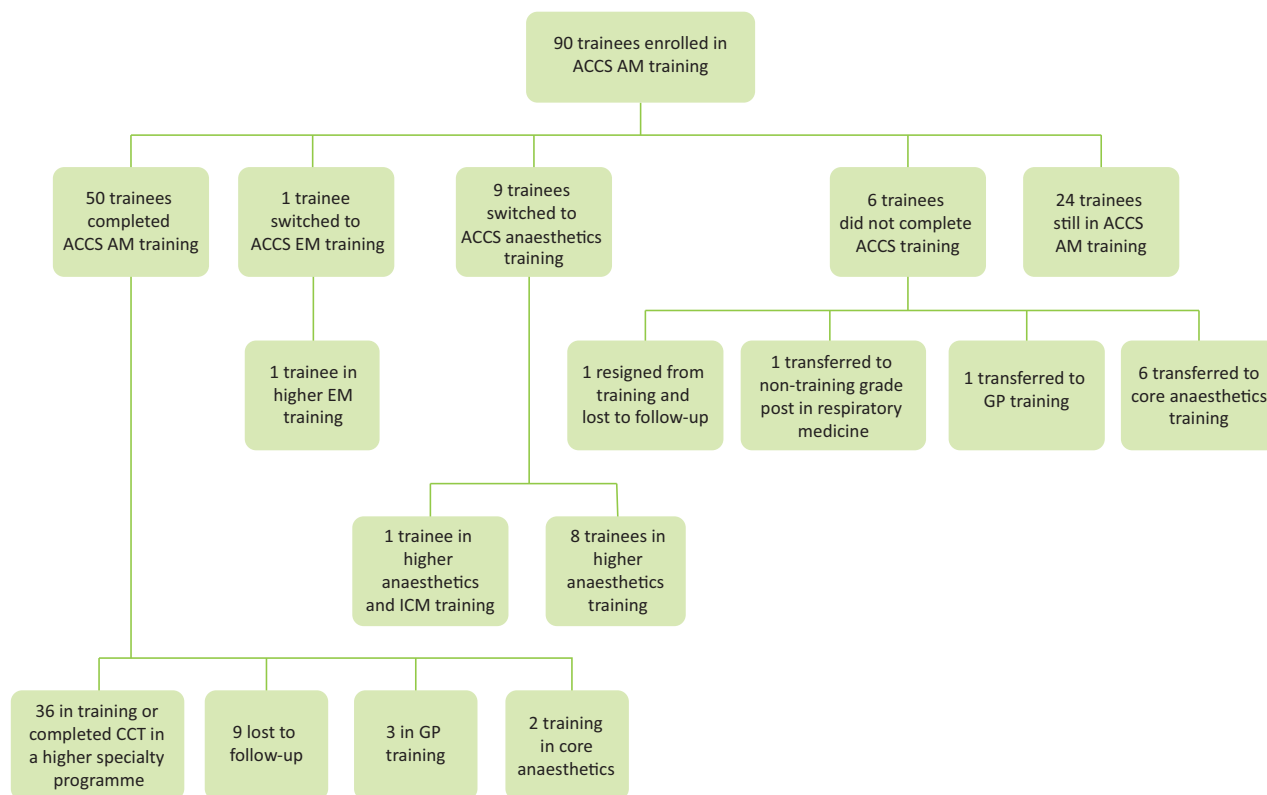 90 trainees enrolled in
ACCS AM training
50 trainees
completed
ACCS AM training
1 trainee
switched to
ACCS EM training
9 trainees
switched to
ACCS anaesthetics
training
6 trainees
did not complete
ACCS training
24 trainees
still in ACCS
AM training
1 trainee in
higher EM
training
1 resigned from
training and
lost to follow-up
1 transferred to
non-training grade
post in respiratory
medicine
1 transferred to
GP training
6 transferred to
core anaesthetics
training
1 trainee in
higher
anaesthetics
and ICM training
8 trainees in
higher
anaesthetics
training
36 in training or
completed CCT in
a higher specialty
programme
9 lost to
follow-up
3 in GP
training
2 training
in core
anaesthetics